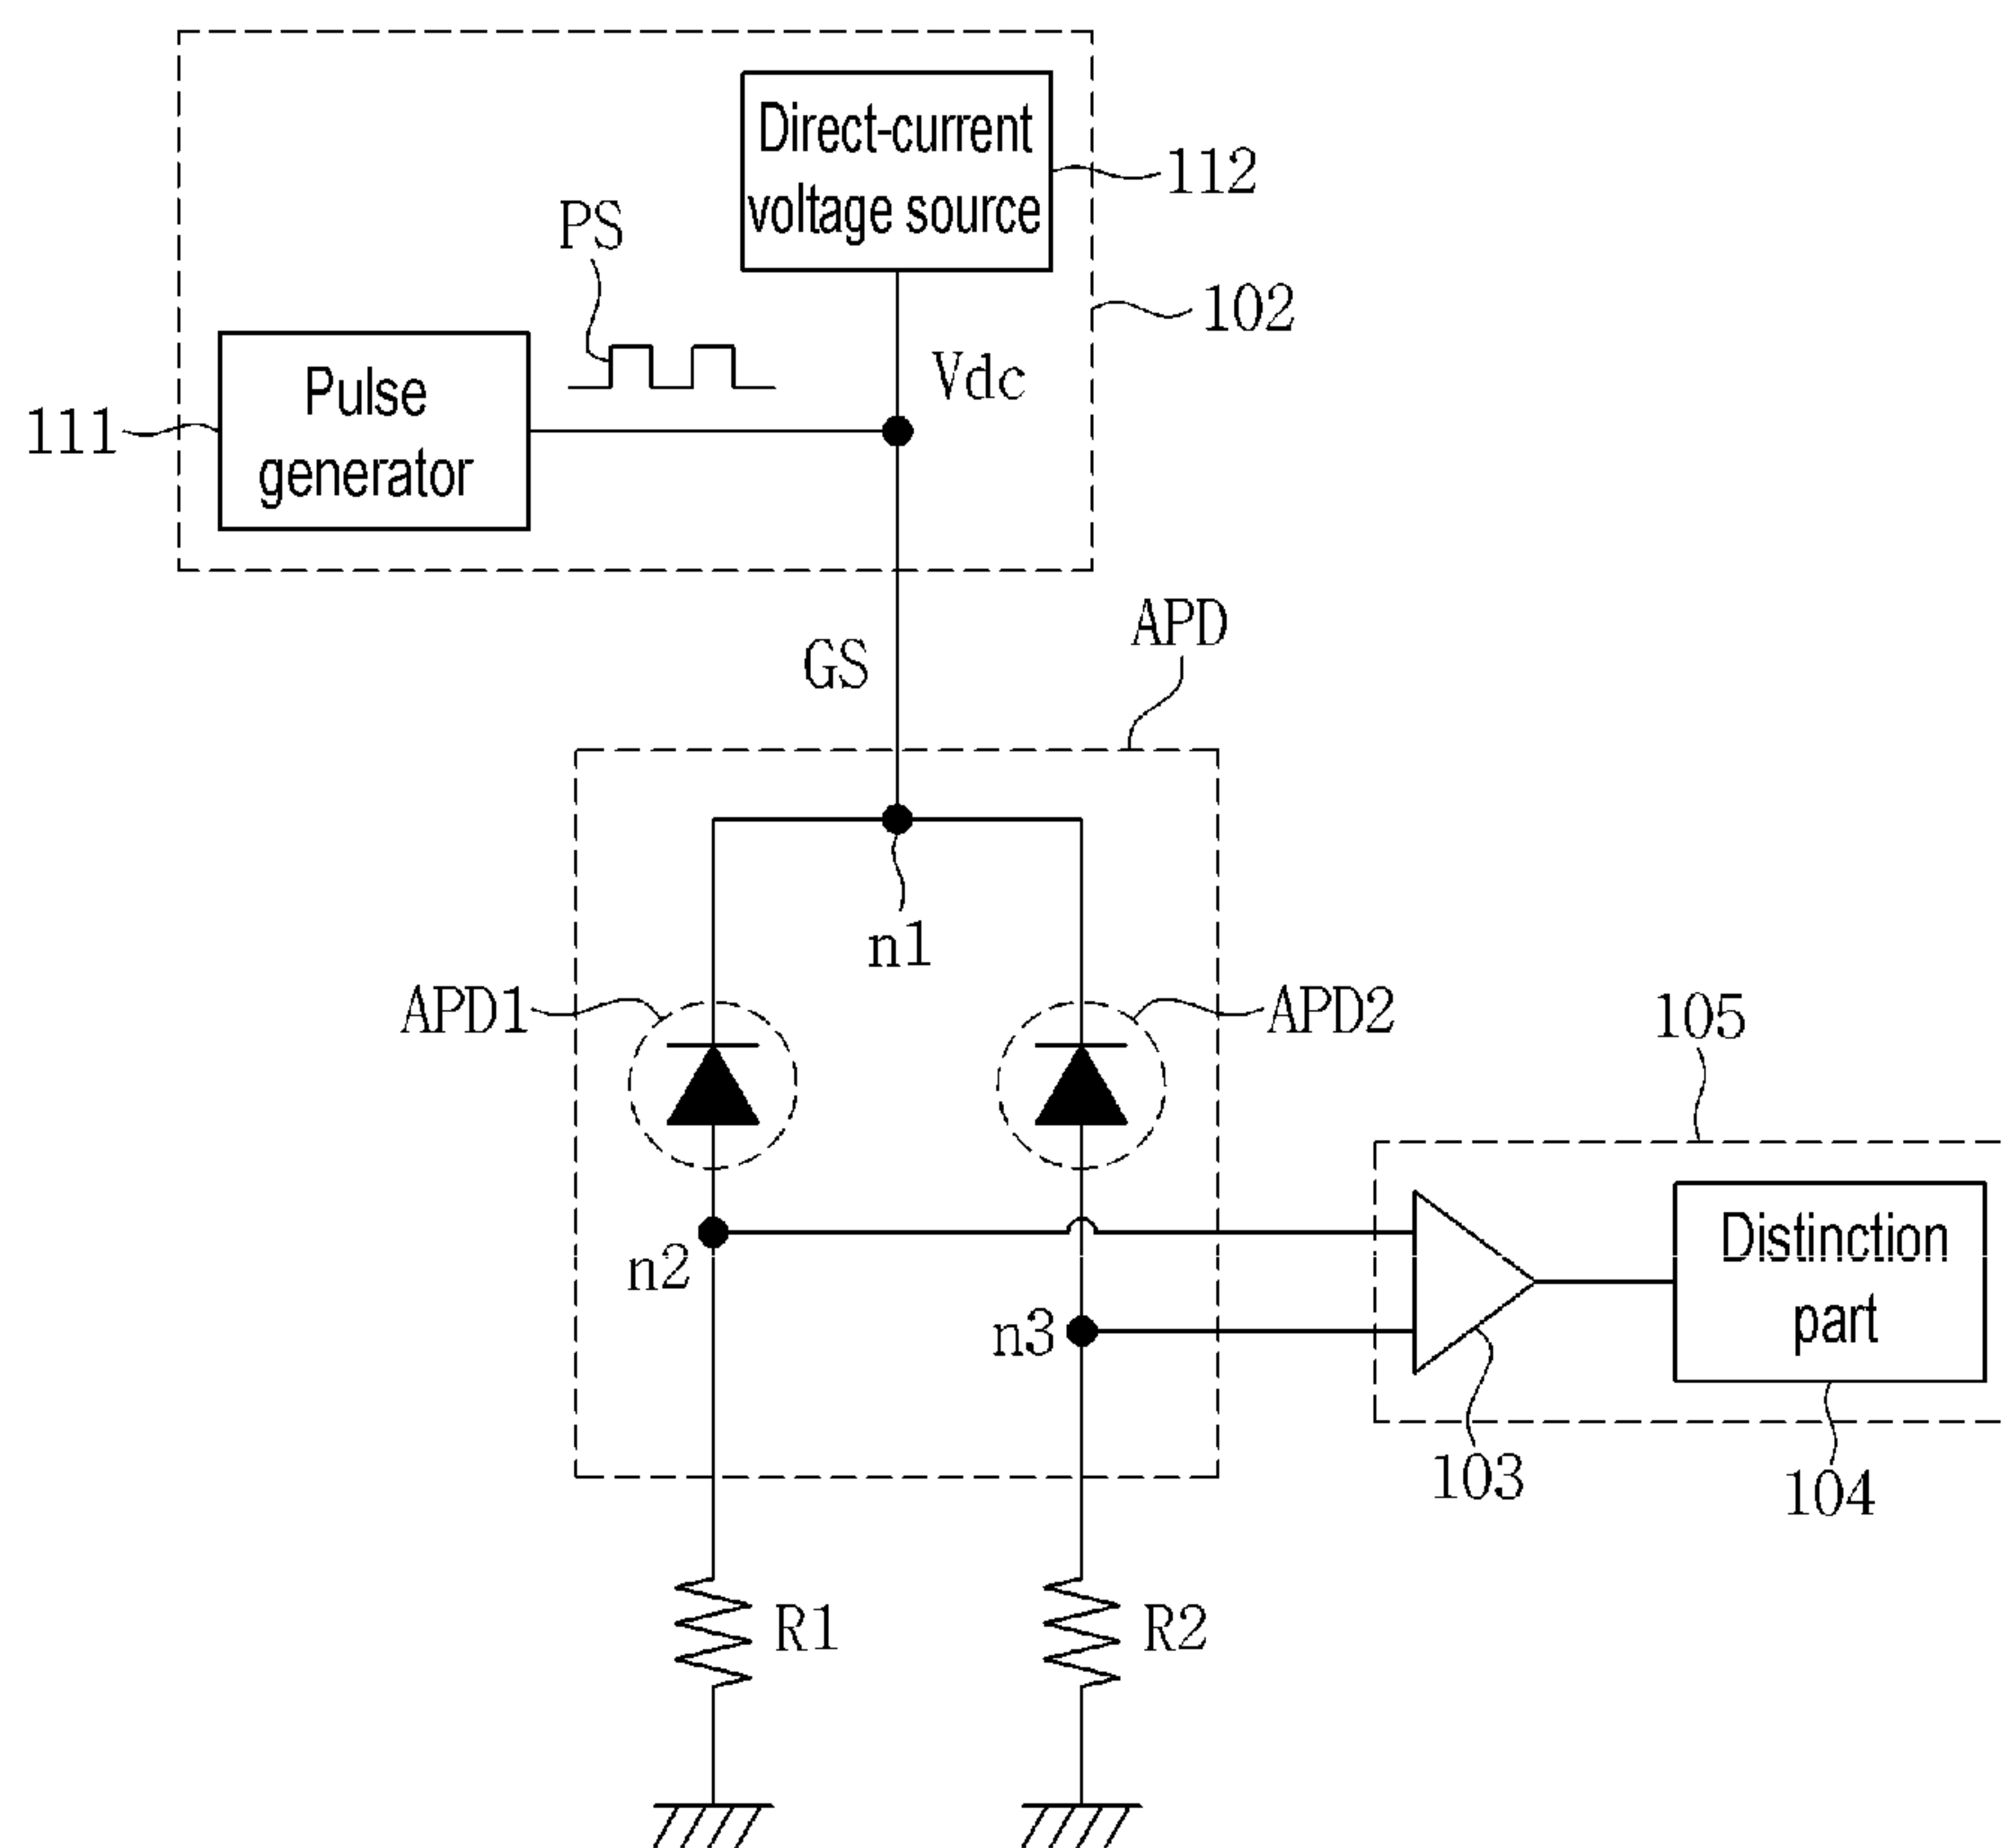 Direct-current
voltage source
112
PS
102
Vdc
Pulse
generator
111
GS
APD
n1
APD1
APD2
105
Distinction
part
n2
n3
103
104
R1
R2